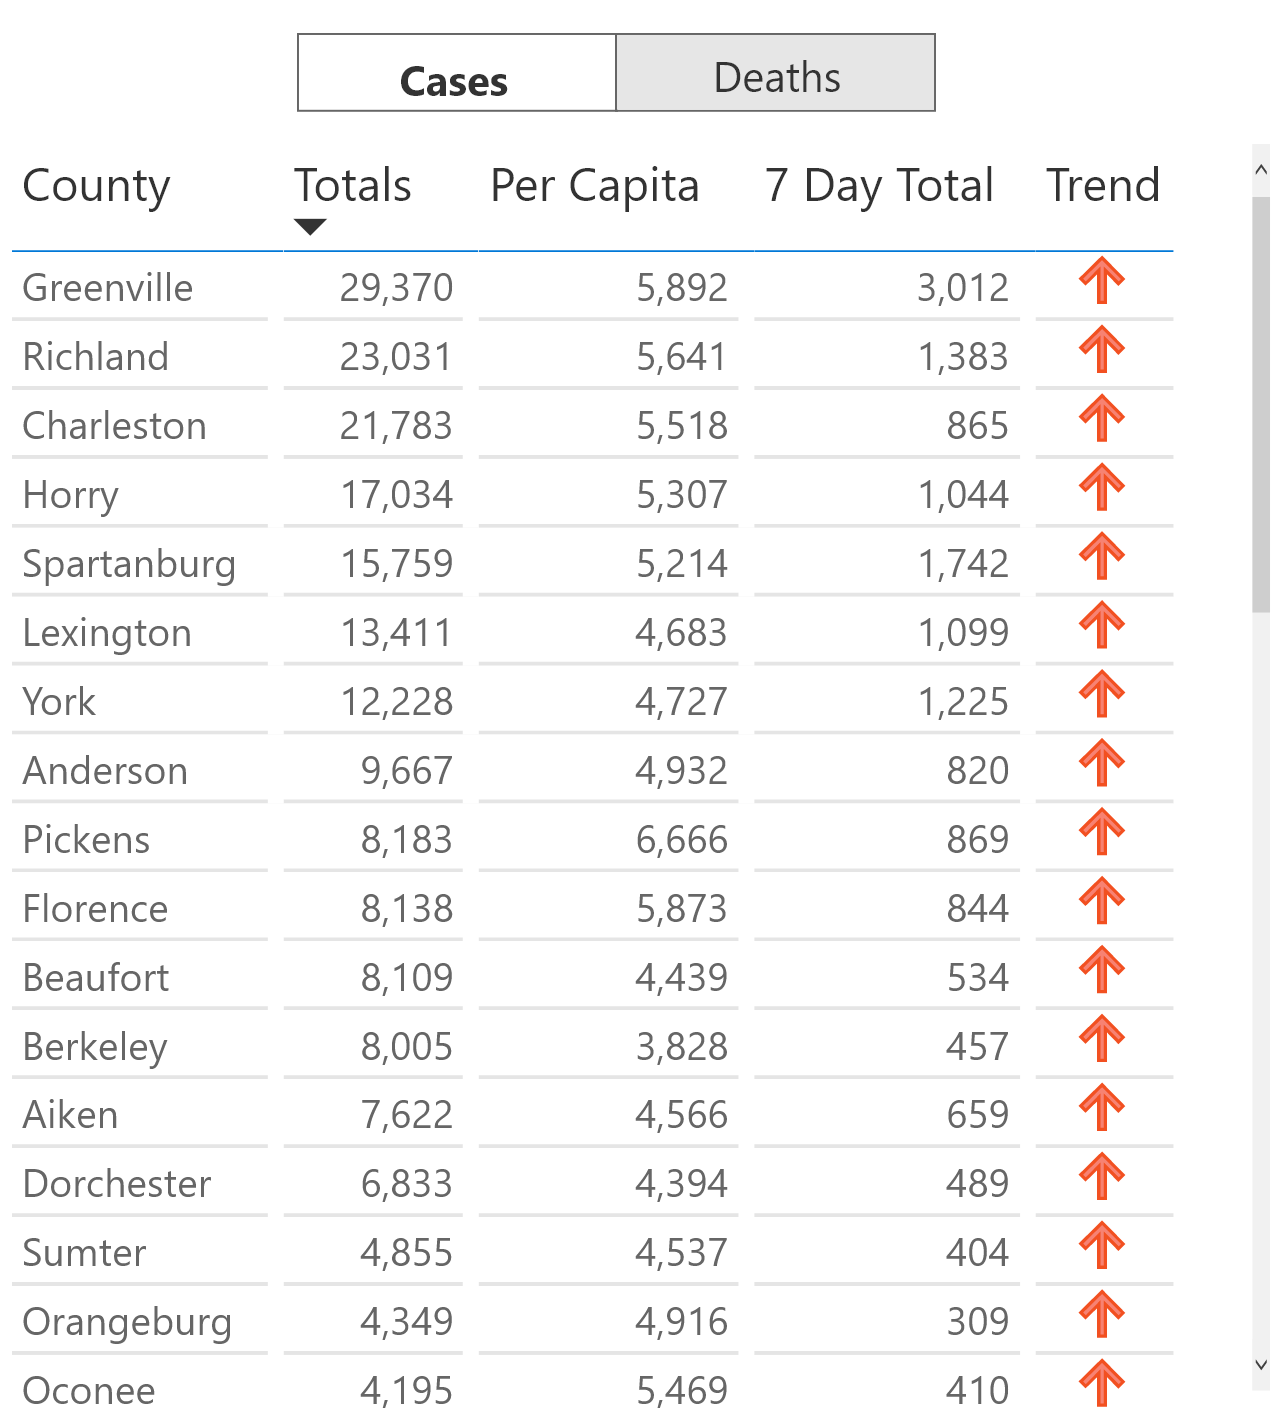 Cases Deaths
County Totals Per Capita 7 Day Total Trend
Greenville 29,370 5,892 3,012
Richland 23,031 5,641 1,383
Charleston 21,783 5,518 865
Horry 17,034 5,307 1,044
Spartanburg 15,759 5,214 1,742
Lexington 13,411 4,683 1,099
York 12,228 4,727 1,225
Anderson 9,667 4,932 820
Pickens 8,183 6,666 869
Florence 8,138 5,873 844
Beaufort 8,109 4,439 534
Berkeley 8,005 3,828 457
Aiken 7,622 4,566 659
Dorchester 6,833 4,394 489
Sumter 4,855 4,537 404
Orangeburg 4,349 4,916 309
Oconee 4,195 5,469 410